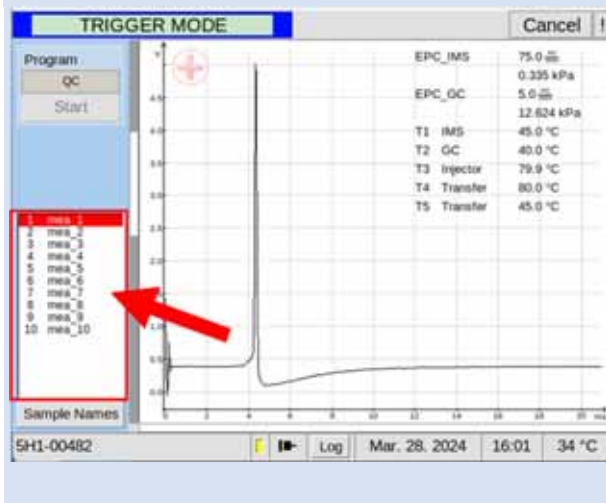 TRIGGER MODE
Cancel
Program
QC
Start
EPC_IMS 75.0
0.335 kPa
EPC_GC 5.0
12.624 kPa
T1 IMS 45.0 °C
T2 GC 40.0 °C
T3 Injector 79.9 °C
T4 Transfer 80.0 °C
T5 Transfer 45.0 °C
1 mea_1
2 mea_2
3 mea_3
4 mea_4
5 mea_5
6 mea_6
7 mea_7
8 mea_8
9 mea_9
10 mea_10
Sample Names
5H1-00482
Log
Mar. 28. 2024
16:01
34 °C